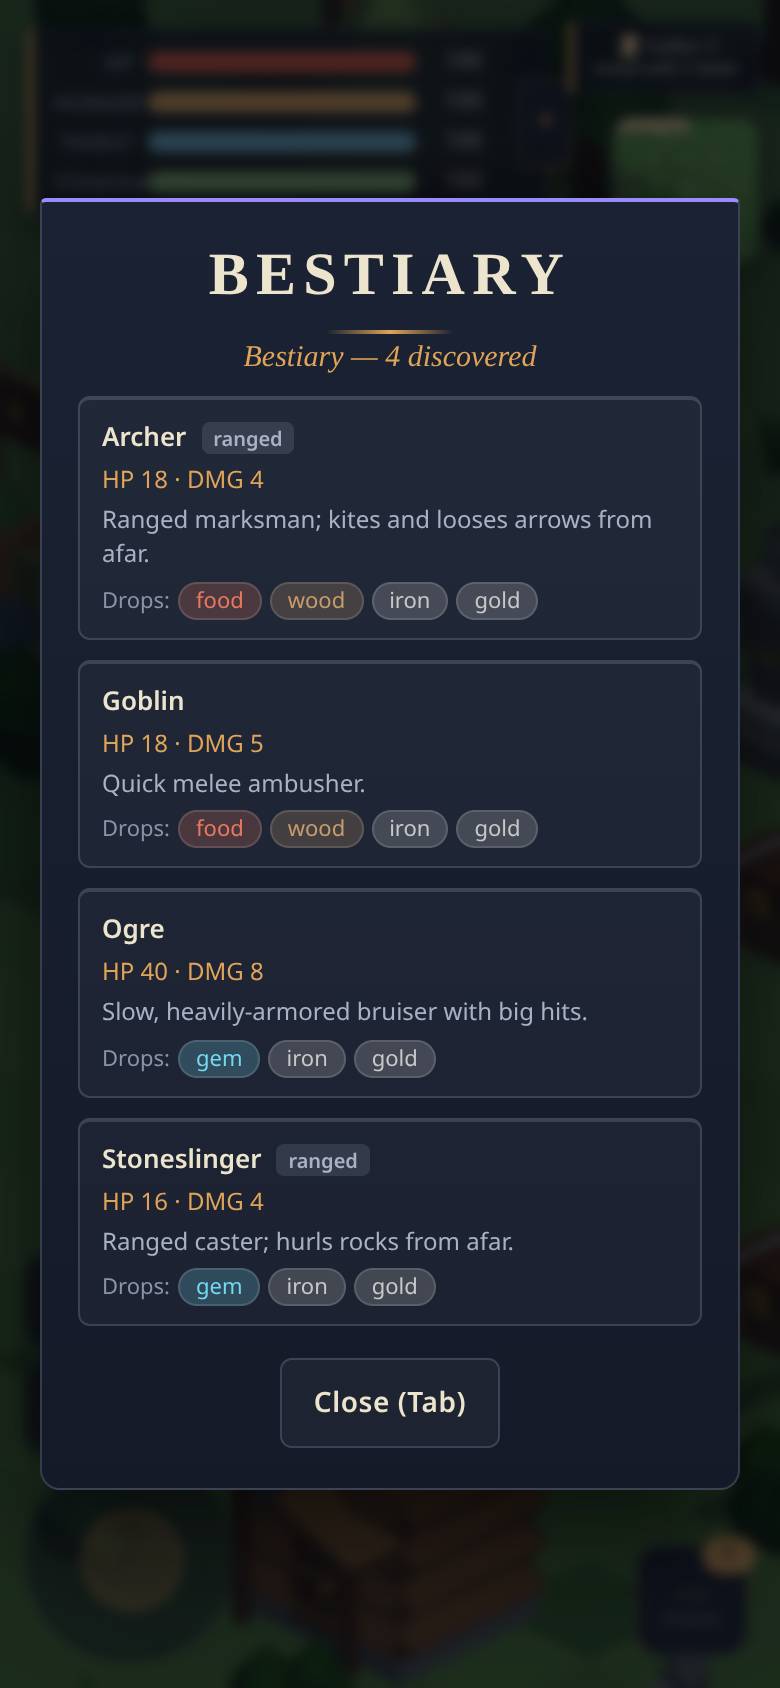 BESTIARY
Bestiary — 4 discovered
Archer ranged
HP 18 · DMG 4
Ranged marksman; kites and looses arrows from
afar.
Drops: food wood iron gold
Goblin
HP 18 · DMG 5
Quick melee ambusher.
Drops: food wood iron gold
Ogre
HP 40 · DMG 8
Slow, heavily-armored bruiser with big hits.
Drops: gem iron gold
Stoneslinger ranged
HP 16 · DMG 4
Ranged caster; hurls rocks from afar.
Drops: gem iron gold
Close (Tab)